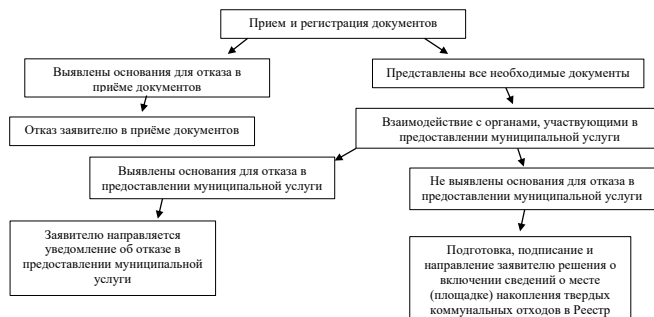 Прием и регистрация документов
Выявлены основания для отказа в
приёме документов
Представлены все необходимые документы
Отказ заявителю в приёме документов
Взаимодействие с органами, участвующими в
предоставлении муниципальной услуги
Выявлены основания для отказа в
предоставлении муниципальной услуги
Не выявлены основания для отказа в
предоставлении муниципальной услуги
Заявителю направляется
уведомление об отказе в
предоставлении муниципальной
услуги
Подготовка, подписание и
направление заявителю решения о
включении сведений о месте
(площадке) накопления твердых
коммунальных отходов в Реестр